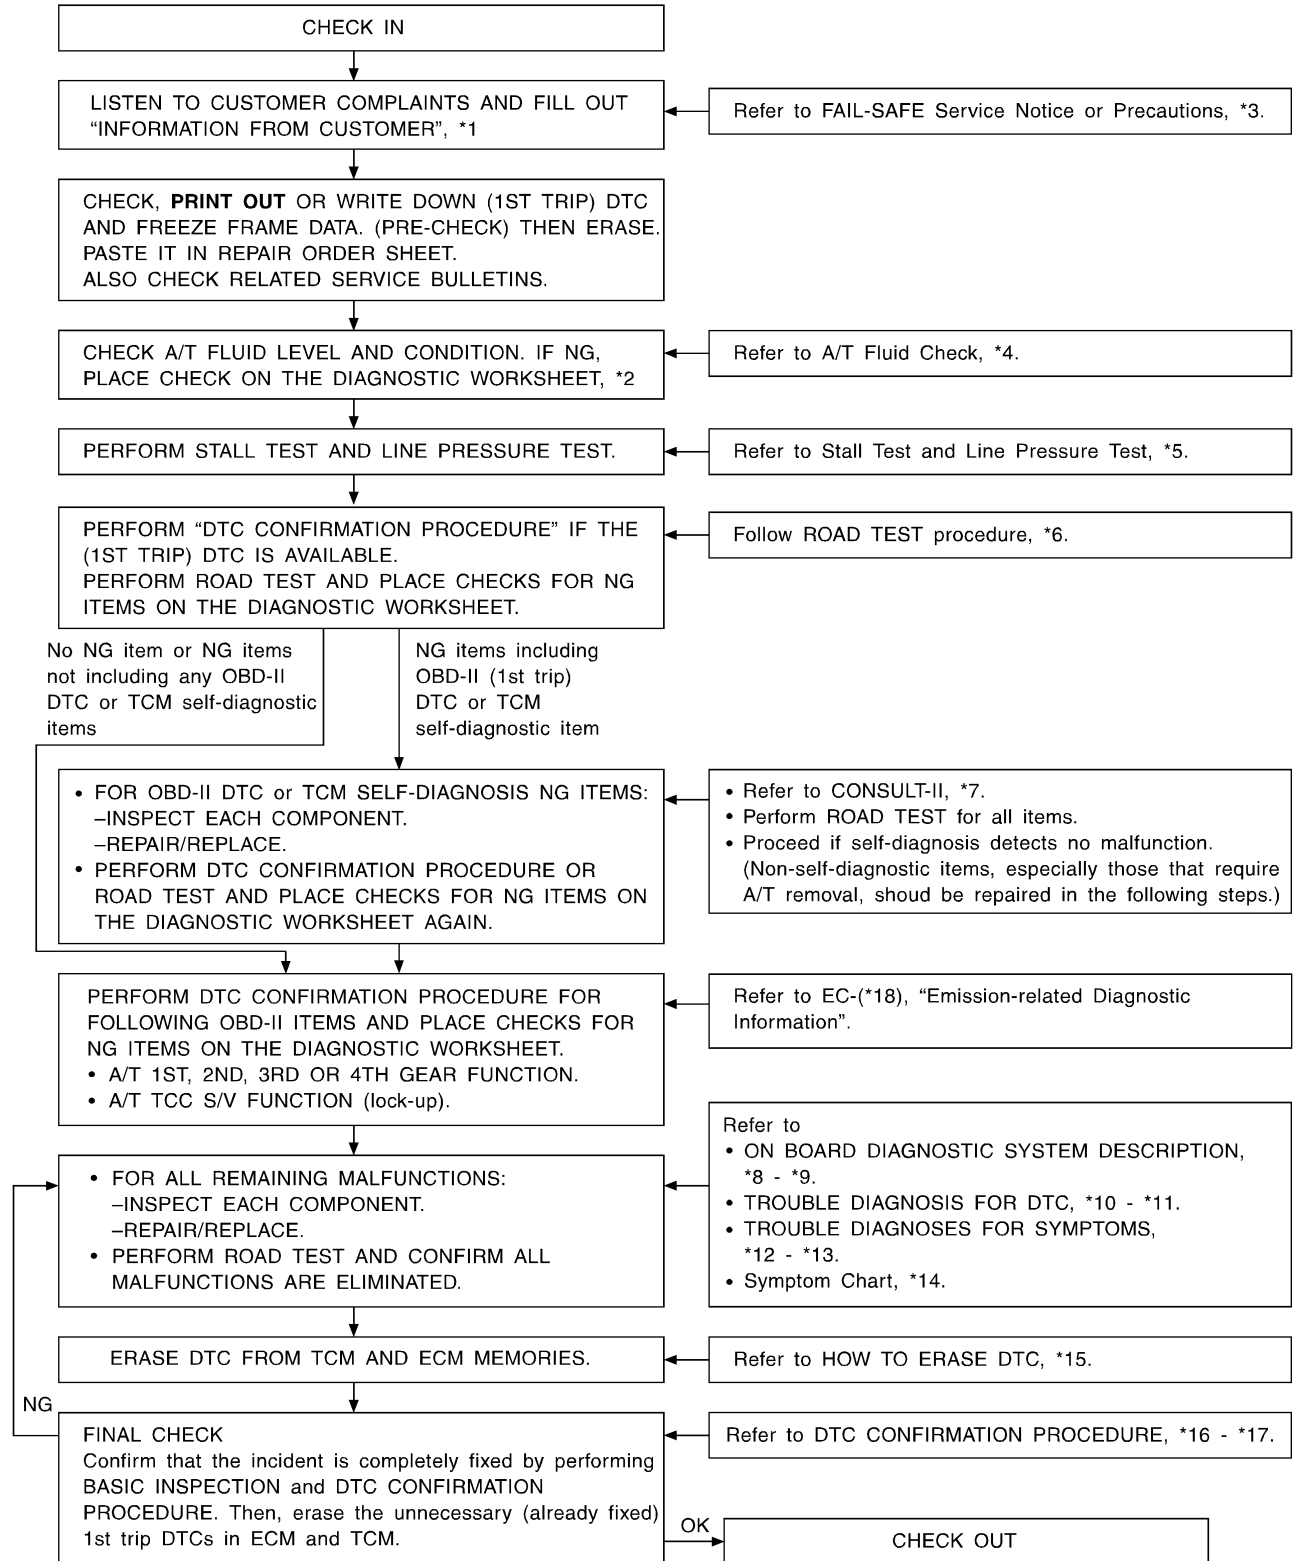 CHECK IN
LISTEN TO CUSTOMER COMPLAINTS AND FILL OUT
“INFORMATION FROM CUSTOMER”, *1
Refer to FAIL-SAFE Service Notice or Precautions, *3.
CHECK, PRINT OUT OR WRITE DOWN (1ST TRIP) DTC
AND FREEZE FRAME DATA. (PRE-CHECK) THEN ERASE.
PASTE IT IN REPAIR ORDER SHEET.
ALSO CHECK RELATED SERVICE BULLETINS.
CHECK A/T FLUID LEVEL AND CONDITION. IF NG,
PLACE CHECK ON THE DIAGNOSTIC WORKSHEET, *2
Refer to A/T Fluid Check, *4.
PERFORM STALL TEST AND LINE PRESSURE TEST.
Refer to Stall Test and Line Pressure Test, *5.
PERFORM “DTC CONFIRMATION PROCEDURE” IF THE
(1ST TRIP) DTC IS AVAILABLE.
PERFORM ROAD TEST AND PLACE CHECKS FOR NG
ITEMS ON THE DIAGNOSTIC WORKSHEET.
Follow ROAD TEST procedure, *6.
No NG item or NG items
not including any OBD-II
DTC or TCM self-diagnostic
items
NG items including
OBD-II (1st trip)
DTC or TCM
self-diagnostic item
• FOR OBD-II DTC or TCM SELF-DIAGNOSIS NG ITEMS:
–INSPECT EACH COMPONENT.
–REPAIR/REPLACE.
• PERFORM DTC CONFIRMATION PROCEDURE OR
ROAD TEST AND PLACE CHECKS FOR NG ITEMS ON
THE DIAGNOSTIC WORKSHEET AGAIN.
• Refer to CONSULT-II, *7.
• Perform ROAD TEST for all items.
• Proceed if self-diagnosis detects no malfunction.
(Non-self-diagnostic items, especially those that require
A/T removal, shoud be repaired in the following steps.)
PERFORM DTC CONFIRMATION PROCEDURE FOR
FOLLOWING OBD-II ITEMS AND PLACE CHECKS FOR
NG ITEMS ON THE DIAGNOSTIC WORKSHEET.
• A/T 1ST, 2ND, 3RD OR 4TH GEAR FUNCTION.
• A/T TCC S/V FUNCTION (lock-up).
Refer to EC-(*18), “Emission-related Diagnostic
Information”.
• FOR ALL REMAINING MALFUNCTIONS:
–INSPECT EACH COMPONENT.
–REPAIR/REPLACE.
• PERFORM ROAD TEST AND CONFIRM ALL
MALFUNCTIONS ARE ELIMINATED.
Refer to
• ON BOARD DIAGNOSTIC SYSTEM DESCRIPTION,
*8 - *9.
• TROUBLE DIAGNOSIS FOR DTC, *10 - *11.
• TROUBLE DIAGNOSES FOR SYMPTOMS,
*12 - *13.
• Symptom Chart, *14.
ERASE DTC FROM TCM AND ECM MEMORIES.
Refer to HOW TO ERASE DTC, *15.
NG
FINAL CHECK
Confirm that the incident is completely fixed by performing
BASIC INSPECTION and DTC CONFIRMATION
PROCEDURE. Then, erase the unnecessary (already fixed)
1st trip DTCs in ECM and TCM.
Refer to DTC CONFIRMATION PROCEDURE, *16 - *17.
OK
CHECK OUT